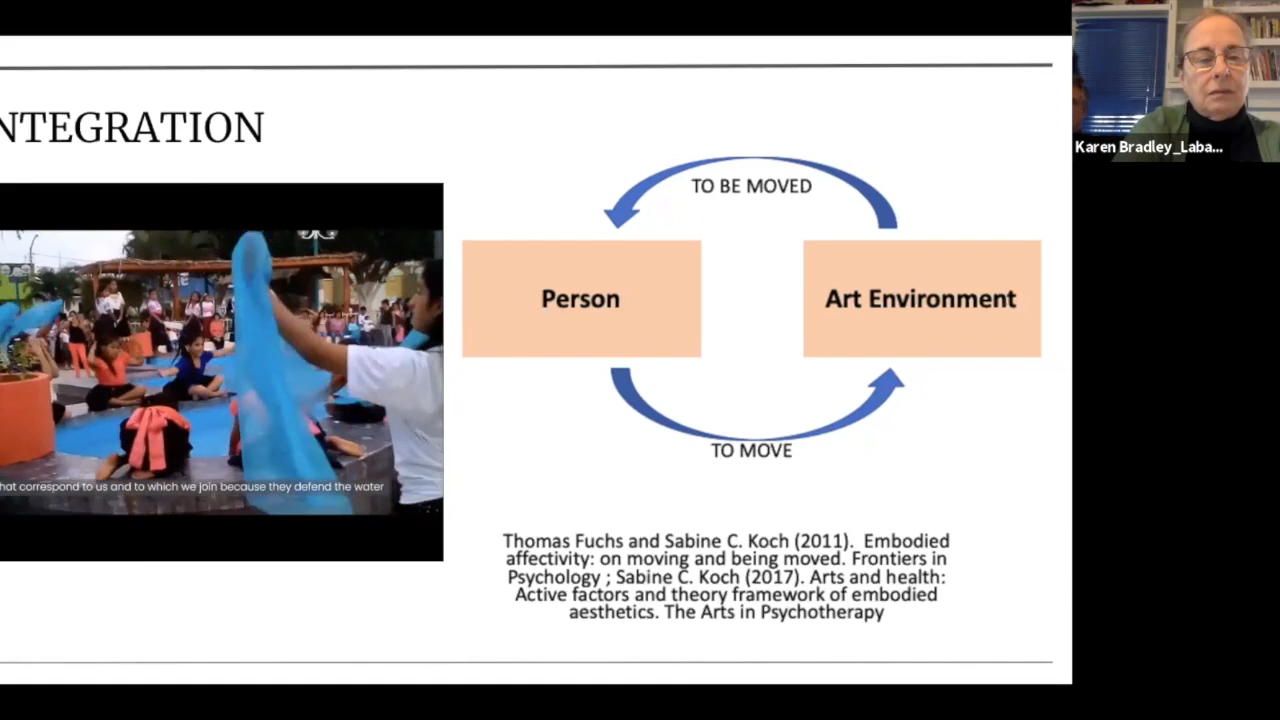 NTEGRATION
TO BE MOVED
Person
Art Environment
TO MOVE
hat correspond to us and to which we join because they defend the water
Thomas Fuchs and Sabine C. Koch (2011). Embodied
affectivity: on moving and being moved. Frontiers in
Psychology ; Sabine C. Koch (2017). Arts and health:
Active factors and theory framework of embodied
aesthetics. The Arts in Psychotherapy
Karen Bradley_Laba...